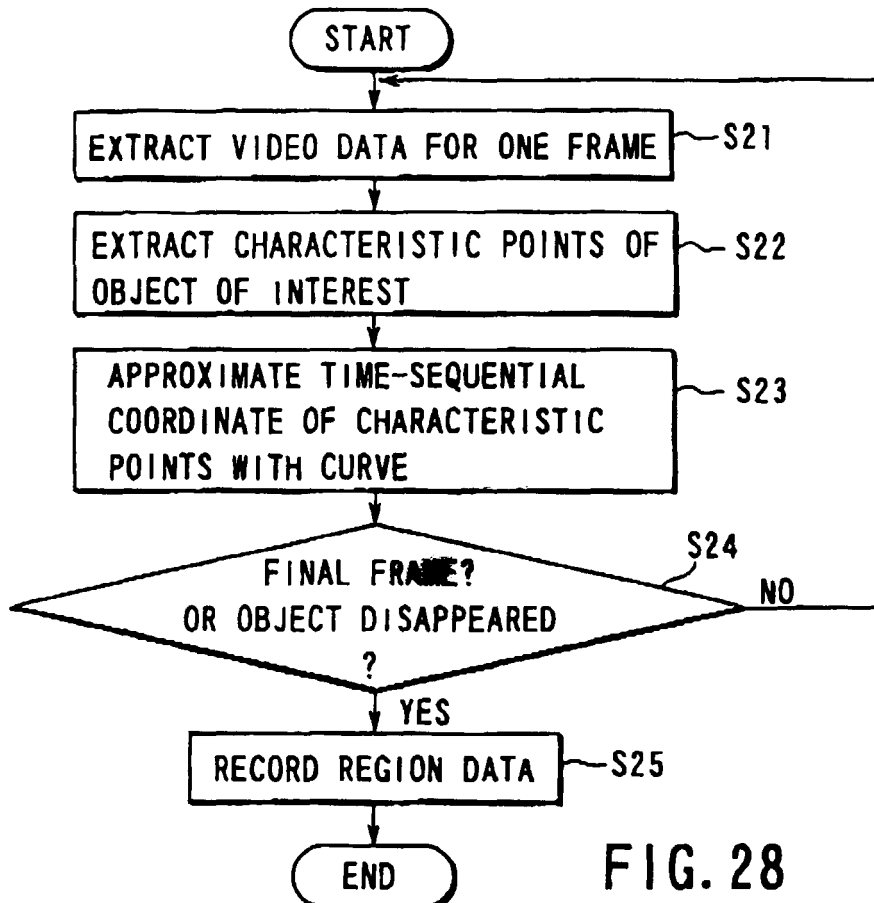 START
EXTRACT VIDEO DATA FOR ONE FRAME
S21
EXTRACT CHARACTERISTIC POINTS OF
OBJECT OF INTEREST
S22
APPROXIMATE TIME-SEQUENTIAL
COORDINATE OF CHARACTERISTIC
POINTS WITH CURVE
S23
FINAL FRAME?
OR OBJECT DISAPPEARED
?
S24
NO
YES
RECORD REGION DATA
S25
END
FIG. 28